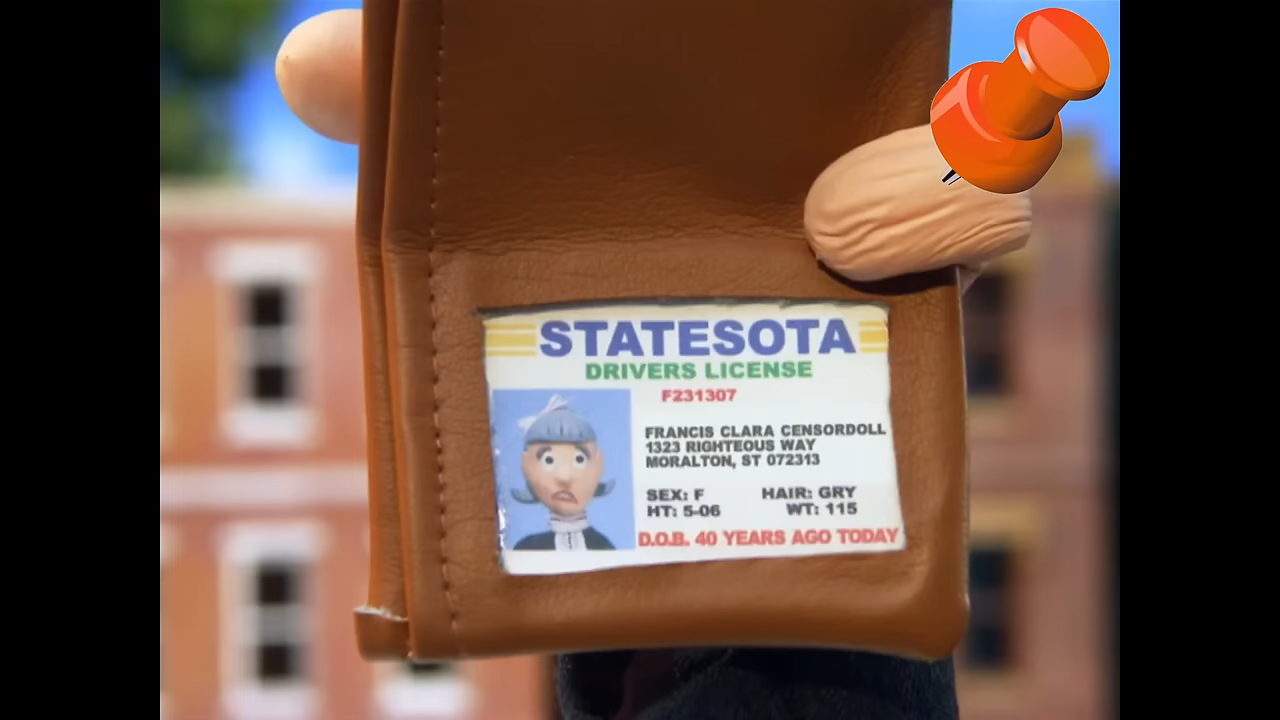 STATESOTA
DRIVERS LICENSE
F231307
FRANCIS CLARA CENSORDOLL
1323 RIGHTEOUS WAY
MORALTON, ST 072313
SEX: F HAIR: GRY
HT: 5-06 WT: 115
D.O.B. 40 YEARS AGO TODAY